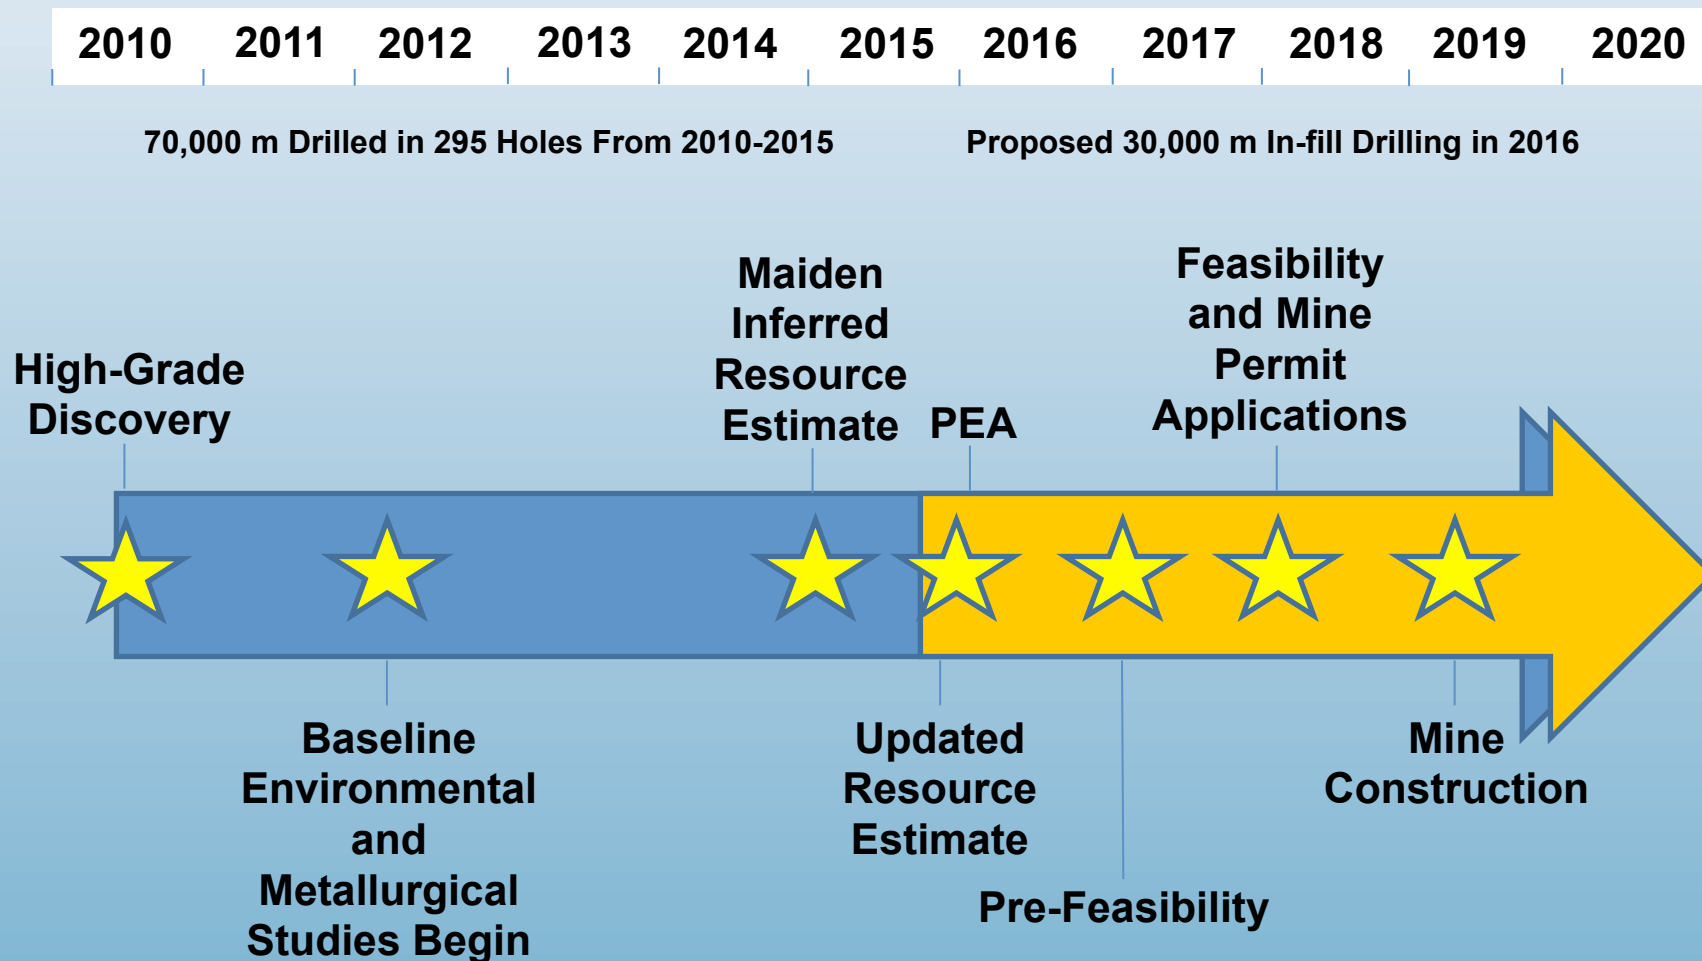 2010 2011 2012 2013 2014 2015 2016 2017 2018 2019 2020
70,000 m Drilled in 295 Holes From 2010-2015
Proposed 30,000 m In-fill Drilling in 2016
High-Grade
Discovery
Maiden
Inferred
Resource
Estimate
PEA
Feasibility
and Mine
Permit
Applications
Baseline
Environmental
and
Metallurgical
Studies Begin
Updated
Resource
Estimate
Pre-Feasibility
Mine
Construction